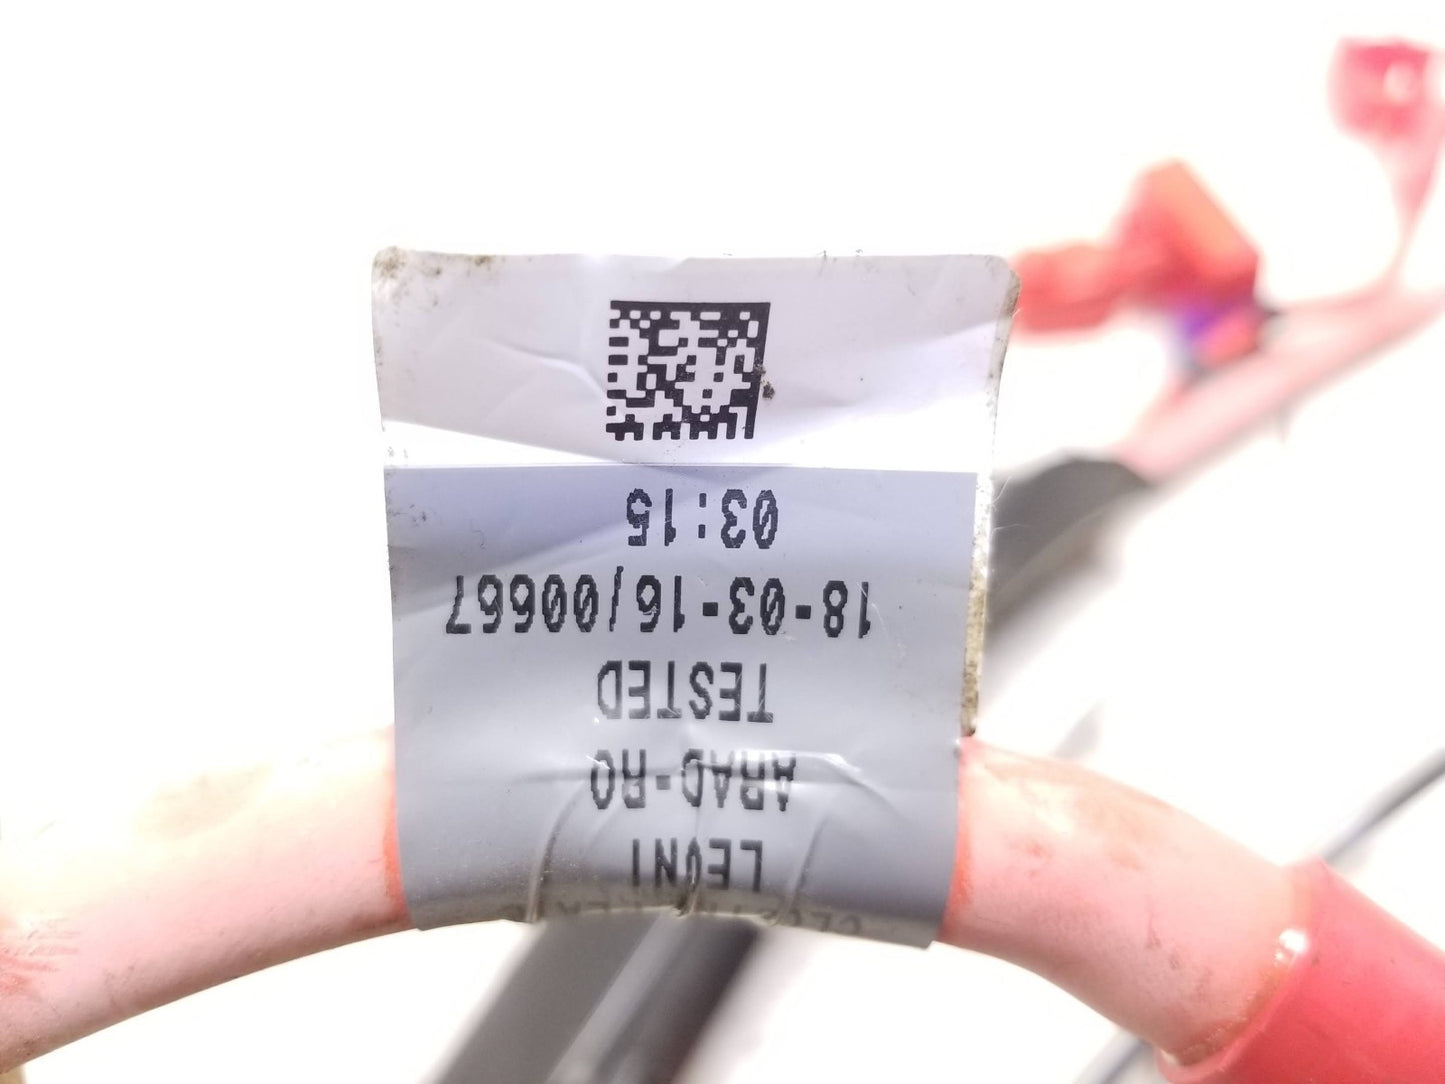 LEONI
ARAD-RO
TESTED
18-03-16/00667
03:15